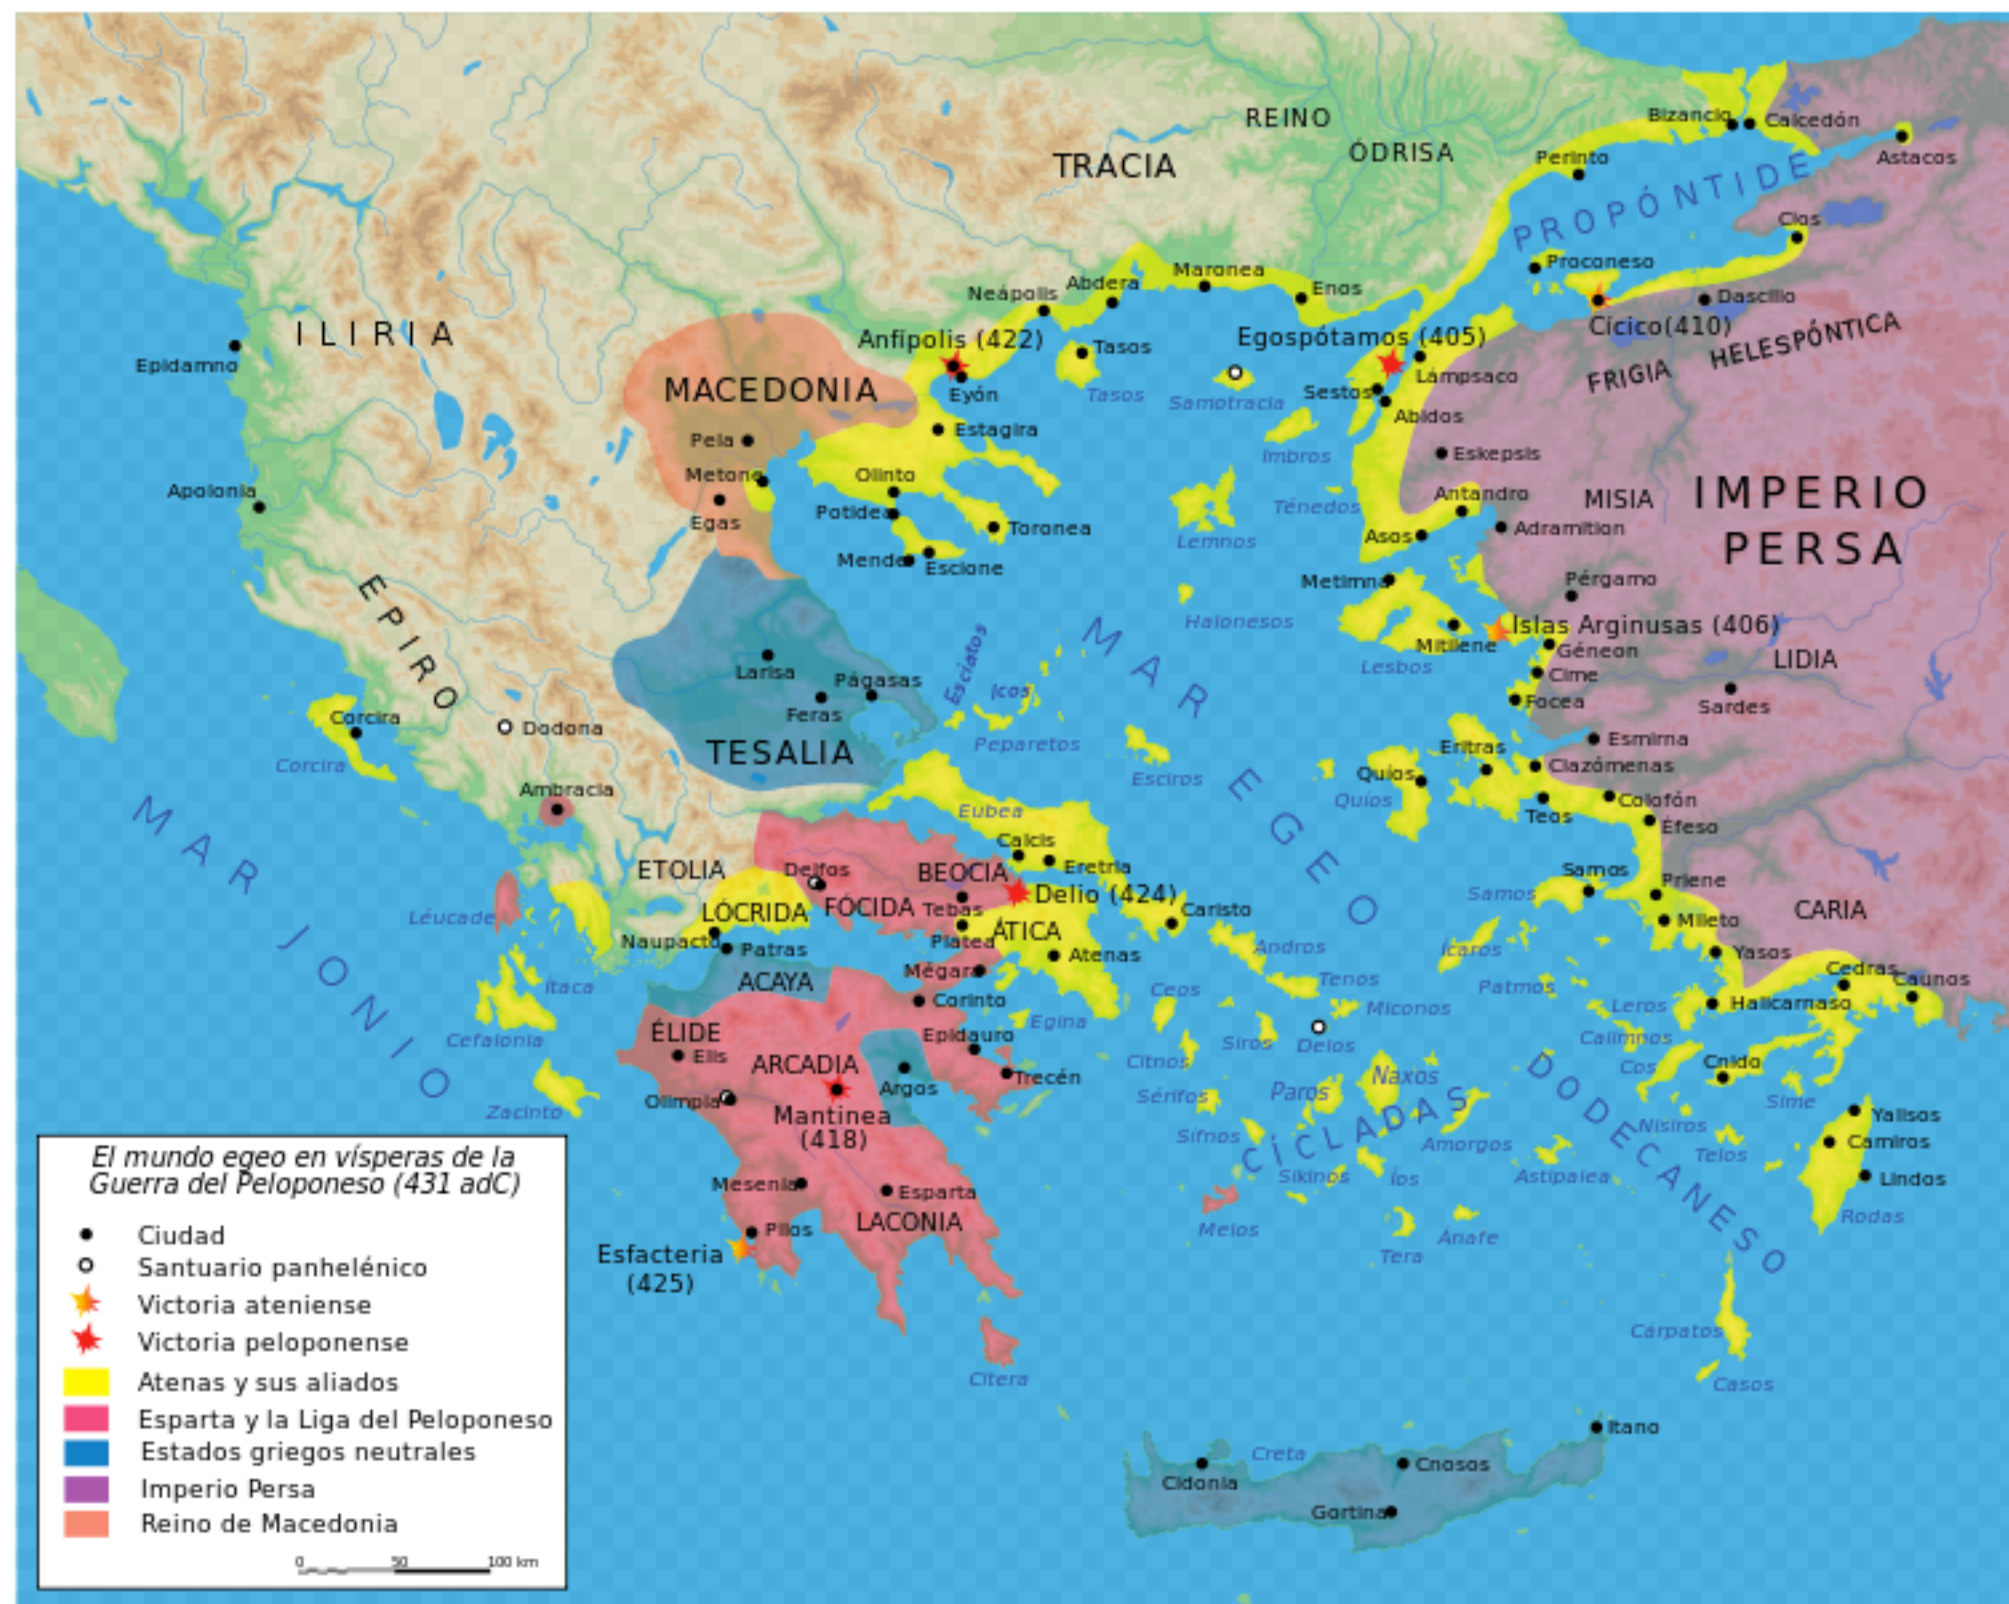 REINO
ÓDRISA
TRACIA
Bizancio
Calcedón
Astacos
Perinto
PROPÓNTIDE
Cíos
Proconeso
Dascilio
Cícico(410)
FRIGIA
HELESPÓNTICA
Maronea
Abdera
Neápolis
Enos
Anfípolis (422)
Egospótamos (405)
Tasos
Tasos
Samotracia
Lámpsaco
Sestos
Abidos
Eyón
ILIRIA
Epidamno
MACEDONIA
Pela
Estagira
Imbros
Eskepsis
Metone
Olinto
Egas
Potidea
Toronea
Mende
Escione
Apolonia
Ténedos
Lemnos
Antandro
Asos
Adramition
MISIA
IMPERIO
PERSA
Metimna
Pérgamo
Halonesos
Mitilene
Lesbos
Islas Arginusas (406)
Géneon
Cime
Focea
LIDIA
Sardes
EPIRO
Larisa
Págasas
Feras
TESALIA
Esciatos
Icos
Peparetos
Esciros
MAR EGEO
Corcira
Corcira
Dodona
Ambracia
MAR JONIO
Esmirna
Eritras
Clazómenas
Quíos
Quíos
Teos
Colofón
Éfeso
Eubea
Calcis
Eretria
ETOLIA
Delfos
BEOCIA
Delio (424)
LÓCRIDA
FÓCIDA
Tebas
Platea
ÁTICA
Atenas
Caristo
Naupacto
Patras
Léucade
Samos
Samos
Priene
Mileto
CARIA
Yasos
Cedras
Caunos
Halicarnaso
Andros
Tenos
Miconos
Ícaros
Patmos
Leros
Calimnos
Cos
Cnido
ACAYA
Mégara
Corinto
Ítaca
Cefalonia
Zacinto
ÉLIDE
Elis
ARCADIA
Epidauro
Trecén
Argos
Olimpia
Mantinea
(418)
Egina
Ceos
Citnos
Siros
Delos
Sérifos
Paros
Naxos
Sifnos
CÍCLADAS
Sikinos
Íos
Amorgos
Astipalea
Melos
Tera
Ánafe
DODECANESO
Nísiros
Telos
Sime
Yalisos
Camiros
Lindos
Rodas
Mesenia
Esparta
LACONIA
Pilos
Esfacteria
(425)
Citera
Cárpatos
Casos
Itano
Creta
Cidonia
Cnosos
Gortina
El mundo egeo en vísperas de la
Guerra del Peloponeso (431 adC)
Ciudad
Santuario panhelénico
Victoria ateniense
Victoria peloponense
Atenas y sus aliados
Esparta y la Liga del Peloponeso
Estados griegos neutrales
Imperio Persa
Reino de Macedonia
0 50 100 km